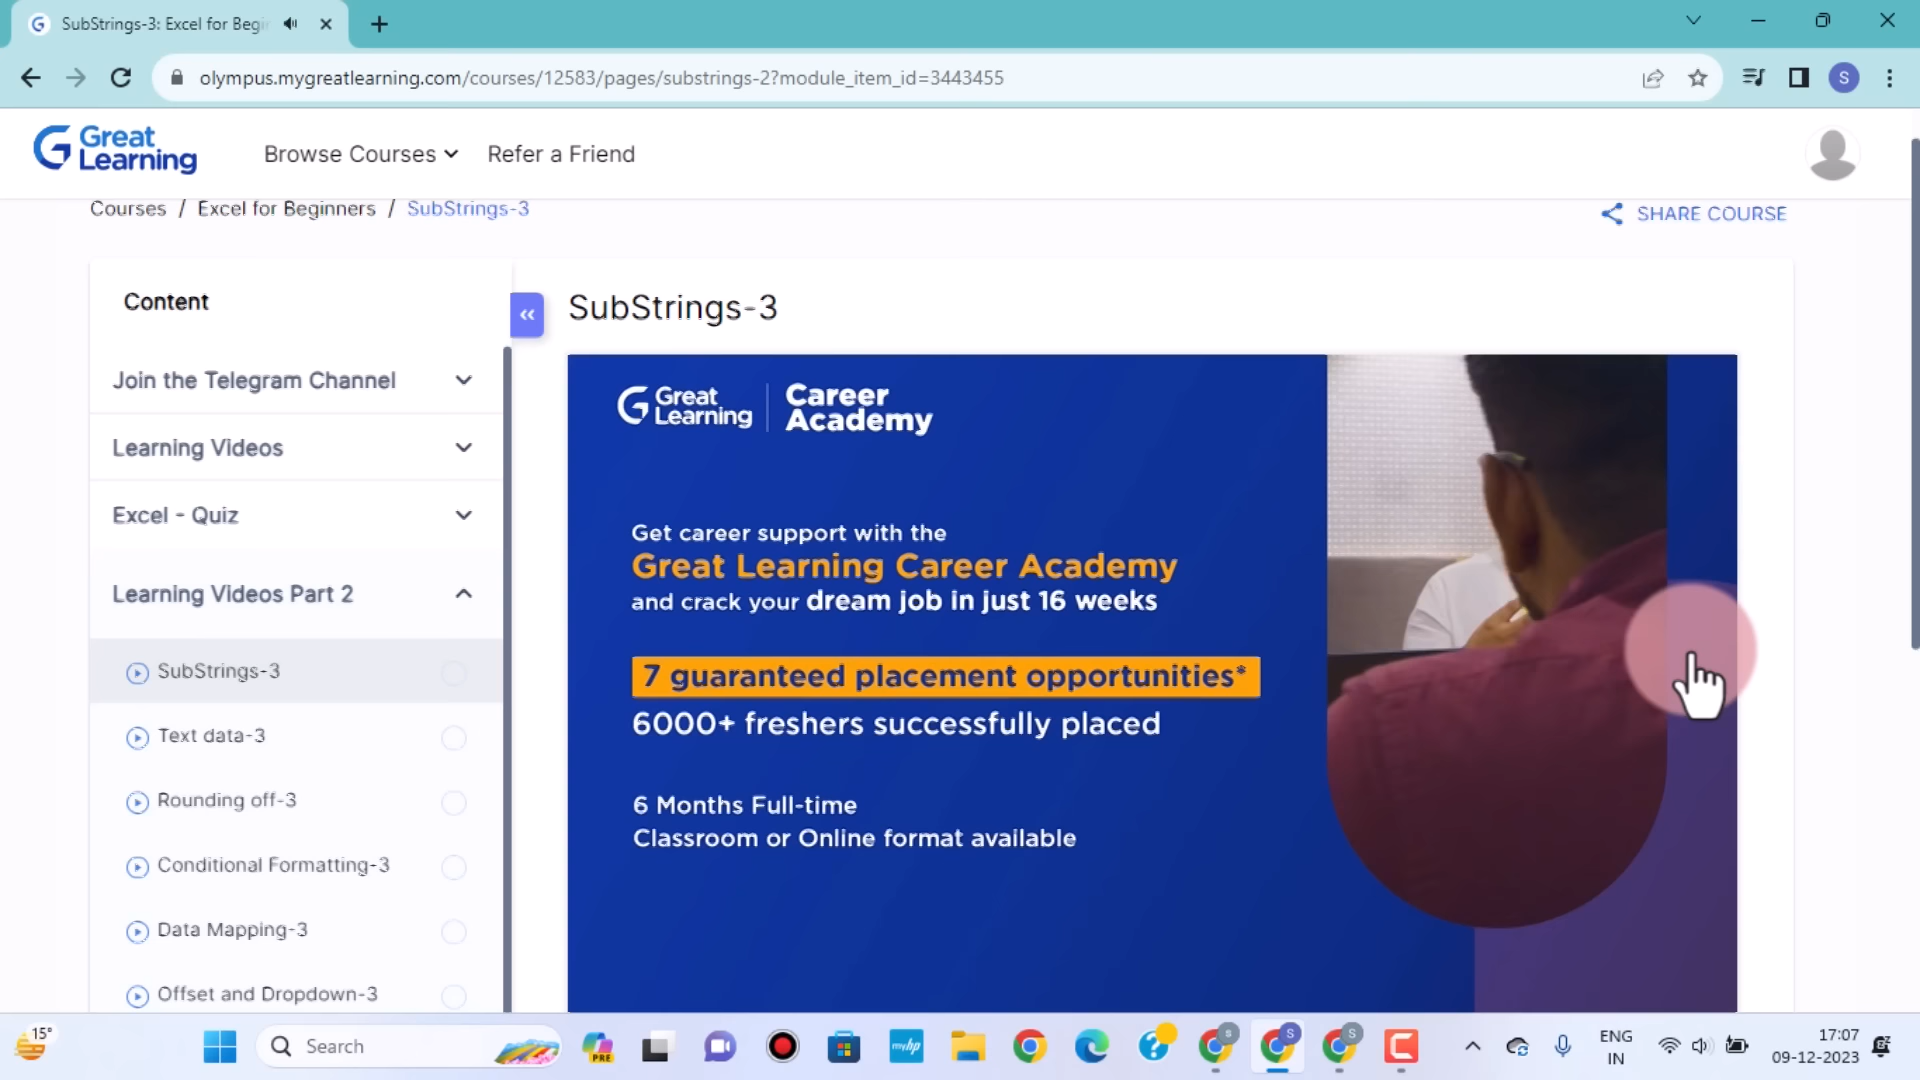 SubStrings-3: Excel for Begi
olympus.mygreatlearning.com/courses/12583/pages/substrings-2?module_item_id=3443455
S
Great
Learning
Browse Courses
Refer a Friend
Courses / Excel for Beginners / SubStrings-3
SHARE COURSE
Content
Join the Telegram Channel
Learning Videos
Excel - Quiz
Learning Videos Part 2
SubStrings-3
Text data-3
Rounding off-3
Conditional Formatting-3
Data Mapping-3
Offset and Dropdown-3
SubStrings-3
Great
Learning
Career
Academy
Get career support with the
Great Learning Career Academy
and crack your dream job in just 16 weeks
7 guaranteed placement opportunities*
6000+ freshers successfully placed
6 Months Full-time
Classroom or Online format available
15°
Search
PRE
myhp
S
S
S
ENG
IN
17:07
09-12-2023